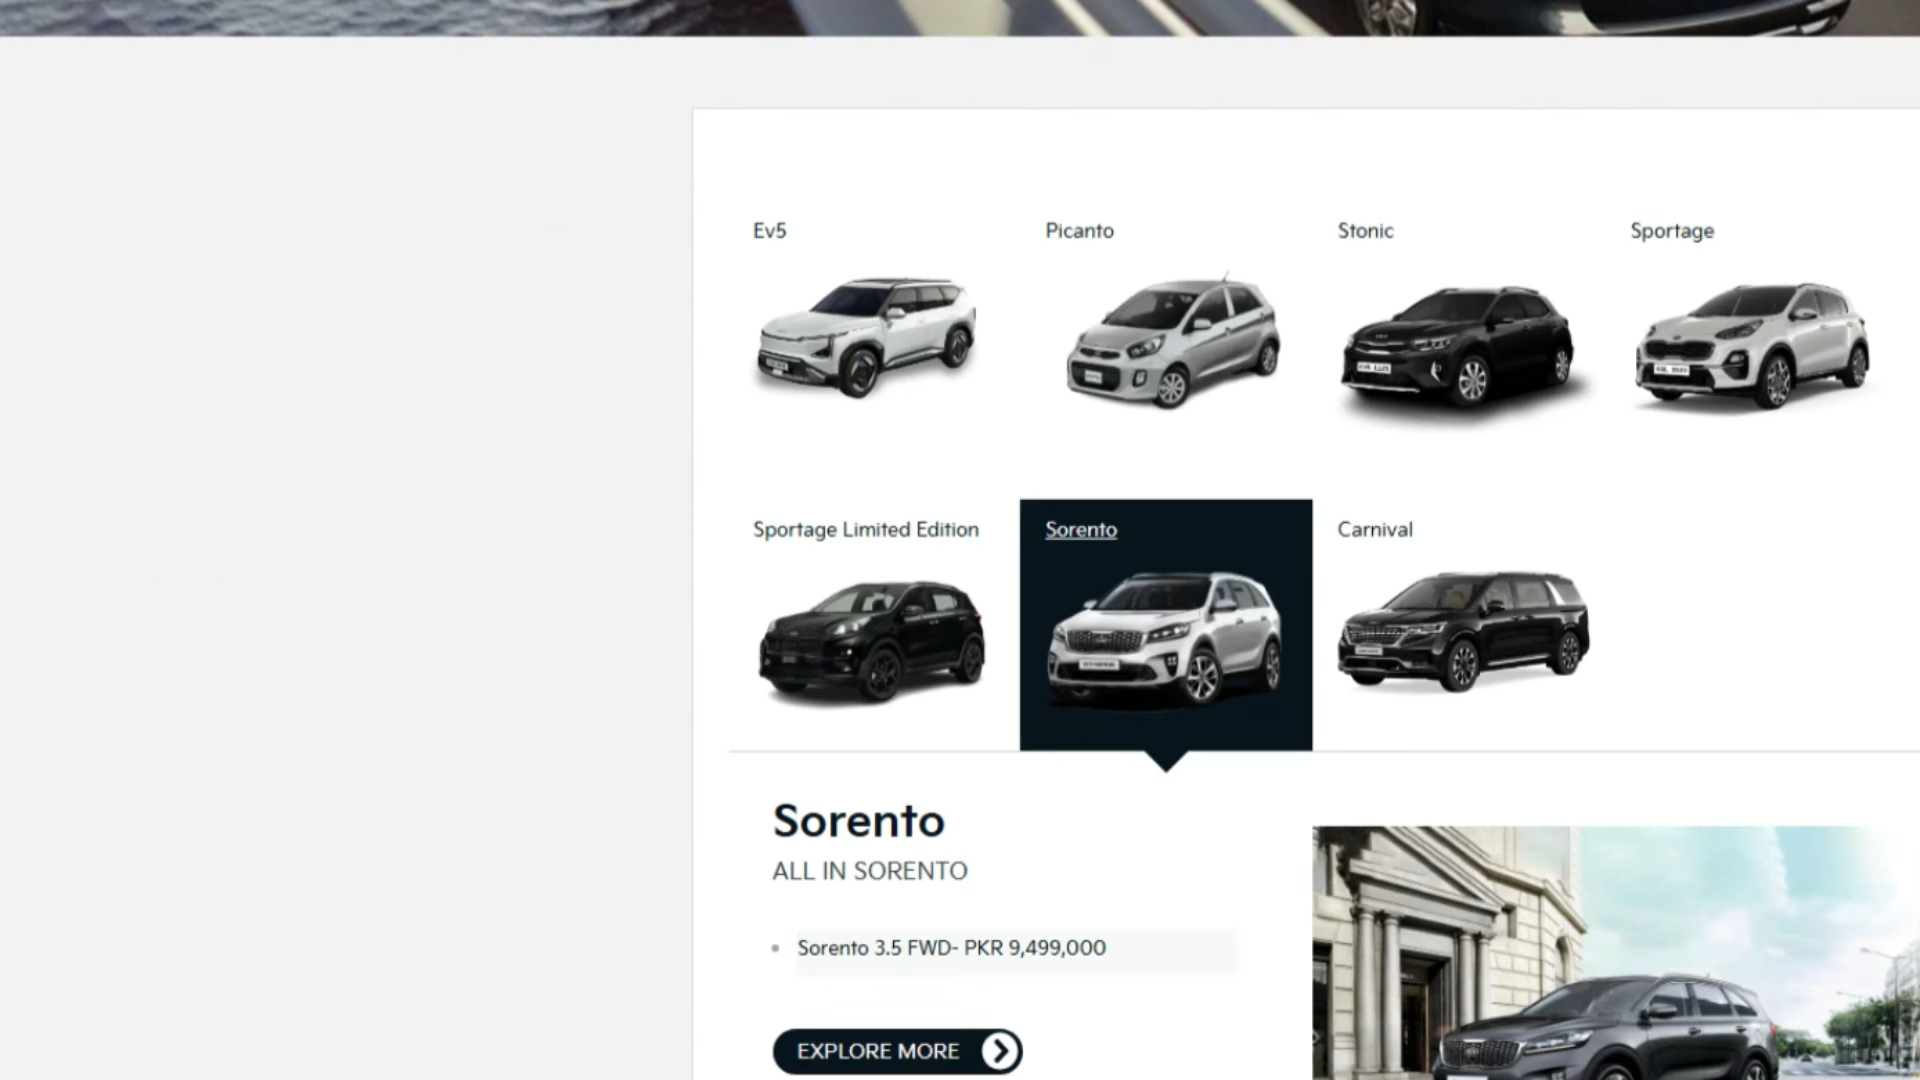 Ev5
Picanto
Stonic
Sportage
Sportage Limited Edition
Sorento
Carnival
Sorento
ALL IN SORENTO
Sorento 3.5 FWD- PKR 9,499,000
EXPLORE MORE